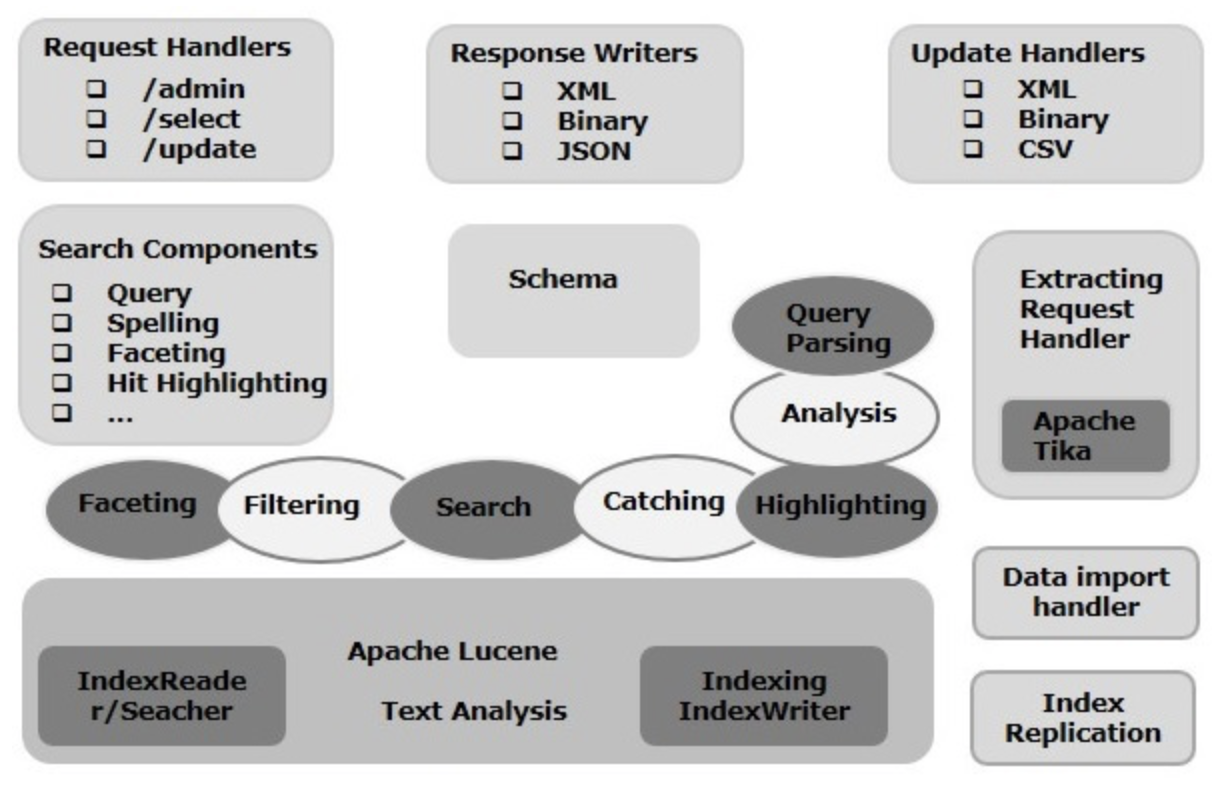 Request Handlers
❑ /admin
❑ /select
❑ /update
Response Writers
❑ XML
❑ Binary
❑ JSON
Update Handlers
❑ XML
❑ Binary
❑ CSV
Search Components
❑ Query
❑ Spelling
❑ Faceting
❑ Hit Highlighting
❑ ...
Schema
Query
Parsing
Analysis
Extracting
Request
Handler
Apache
Tika
Faceting
Filtering
Search
Catching
Highlighting
Data import
handler
Apache Lucene
Text Analysis
IndexReade
r/Seacher
Indexing
IndexWriter
Index
Replication